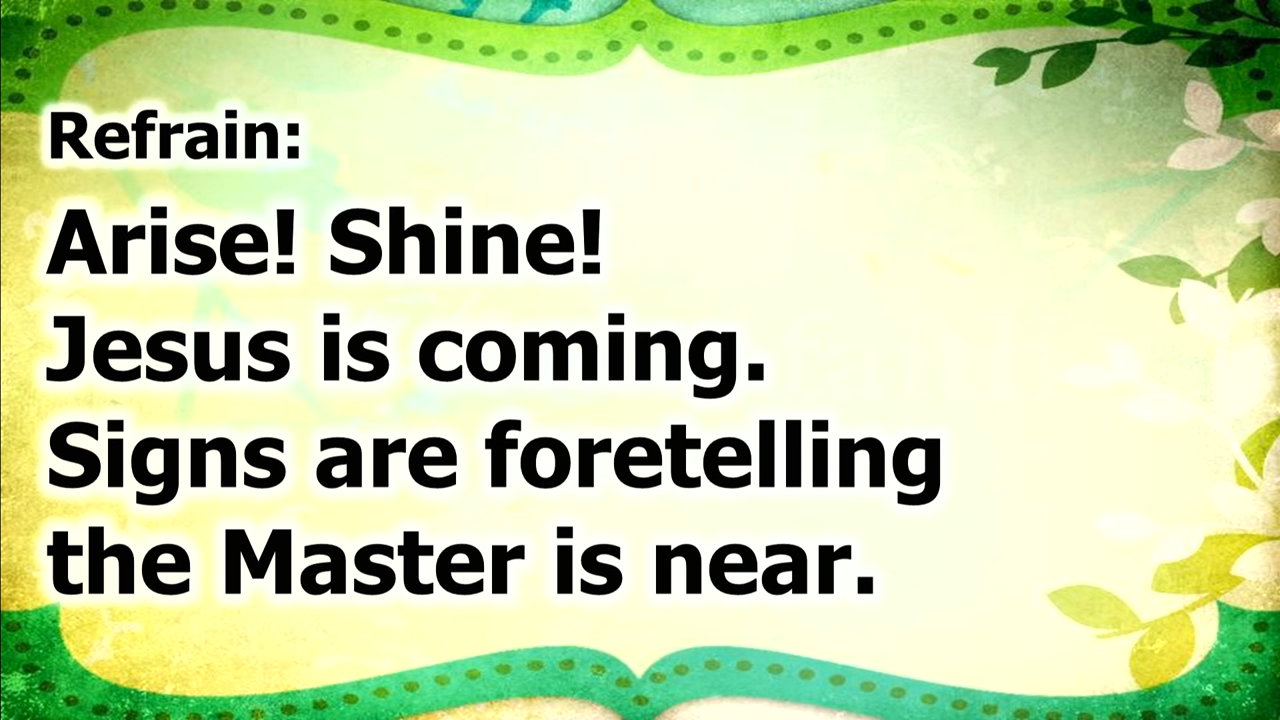 Refrain:
Arise! Shine!
Jesus is coming.
Signs are foretelling
the Master is near.